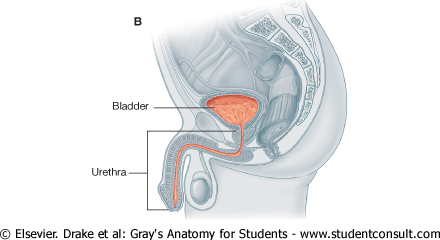 B
Bladder
Urethra
© Elsevier. Drake et al: Gray's Anatomy for Students - www.studentconsult.com